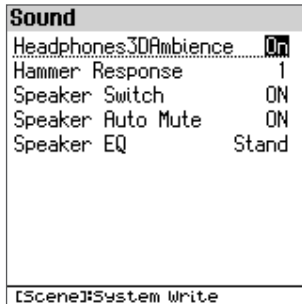 Sound
Headphones3DAmbience On
Hammer Response 1
Speaker Switch ON
Speaker Auto Mute ON
Speaker EQ Stand
[Scene]:System Write